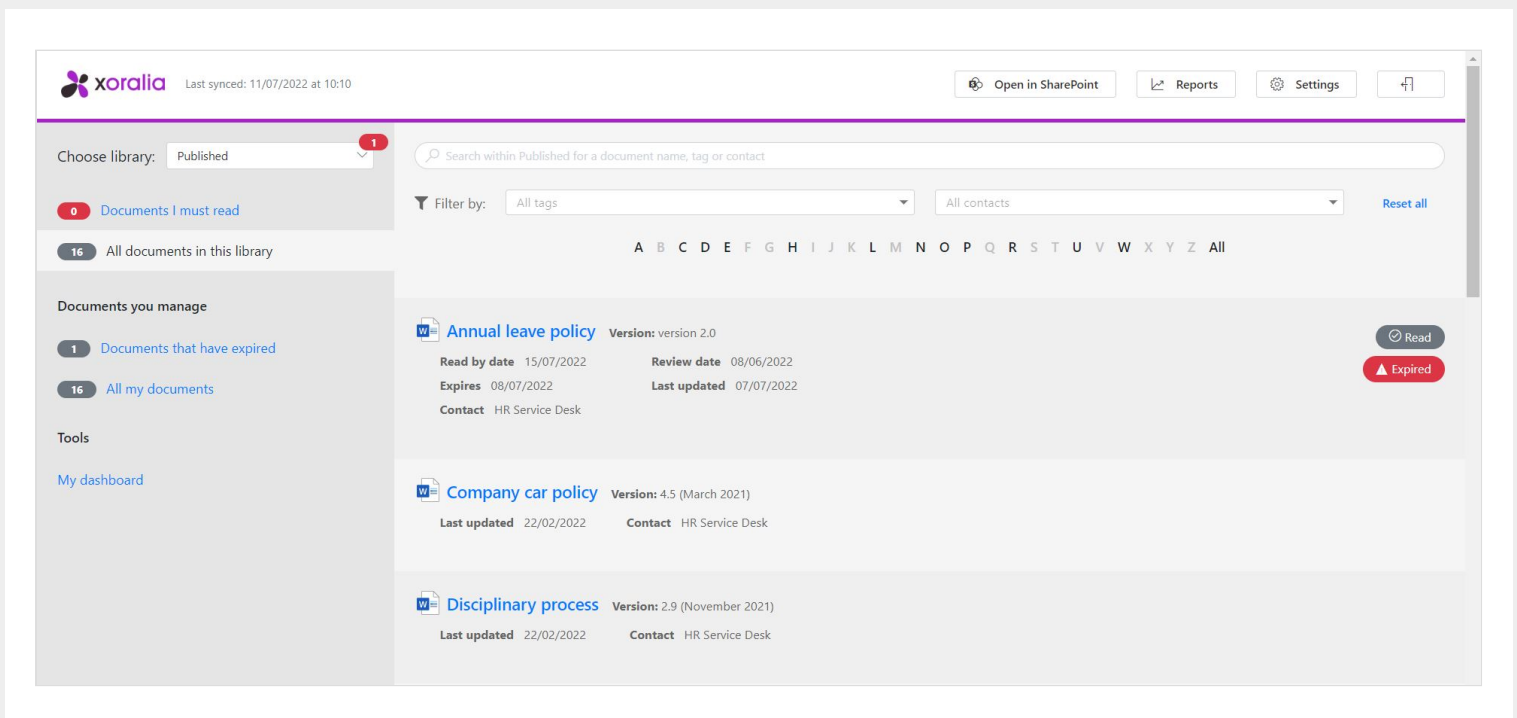 xoralia Last synced: 11/07/2022 at 10:10 Open in SharePoint Reports Settings
Choose library: Published 1
Search within Published for a document name, tag or contact
0 Documents I must read
Filter by: All tags All contacts Reset all
16 All documents in this library
A B C D E F G H I J K L M N O P Q R S T U V W X Y Z All
Documents you manage
1 Documents that have expired
16 All my documents
Tools
My dashboard
Annual leave policy Version: version 2.0 Read
Read by date 15/07/2022 Review date 08/06/2022
Expired
Expires 08/07/2022 Last updated 07/07/2022
Contact HR Service Desk
Company car policy Version: 4.5 (March 2021)
Last updated 22/02/2022 Contact HR Service Desk
Disciplinary process Version: 2.9 (November 2021)
Last updated 22/02/2022 Contact HR Service Desk